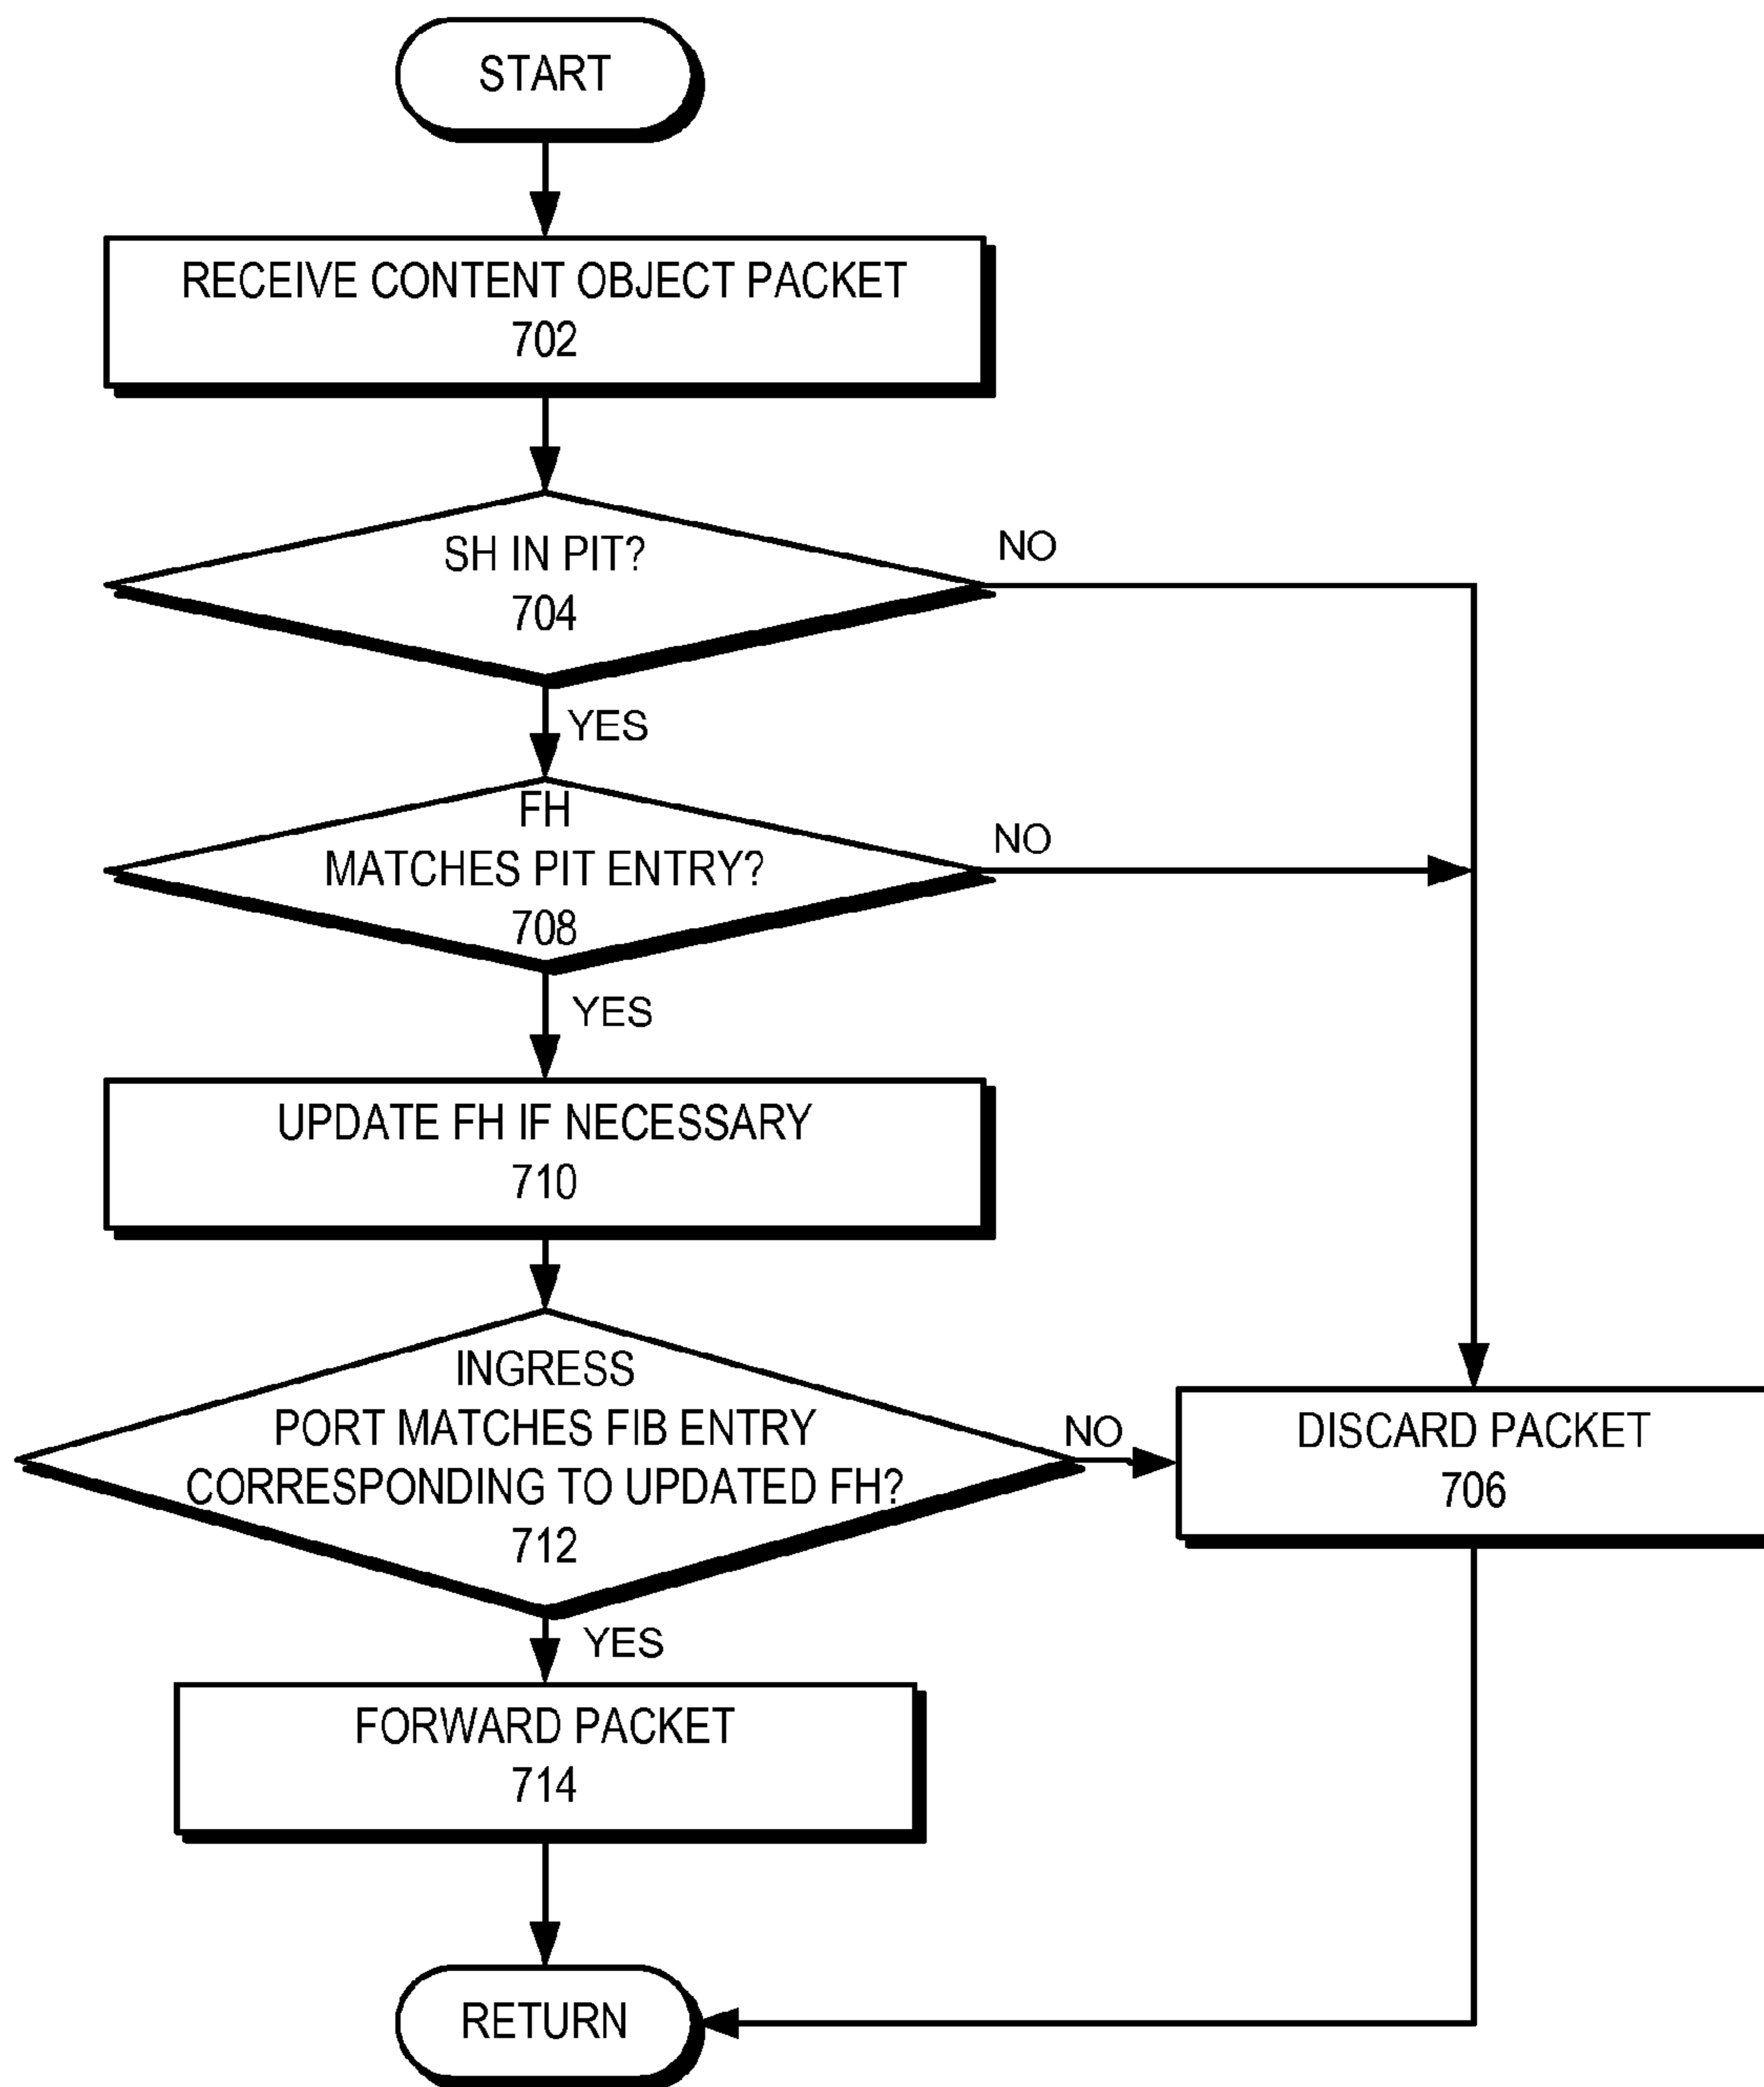 START
RECEIVE CONTENT OBJECT PACKET
702
SH IN PIT?
704
NO
YES
FH
MATCHES PIT ENTRY?
708
NO
YES
UPDATE FH IF NECESSARY
710
INGRESS
PORT MATCHES FIB ENTRY
CORRESPONDING TO UPDATED FH?
712
NO
DISCARD PACKET
706
YES
FORWARD PACKET
714
RETURN